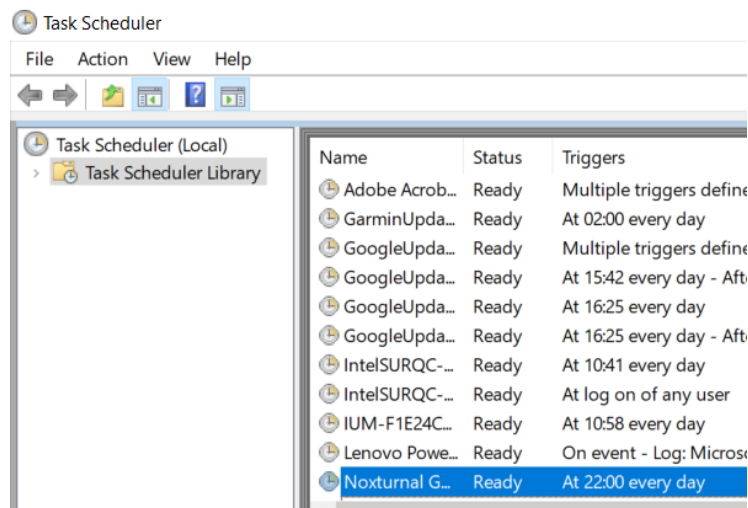 Task Scheduler
File Action View Help
Task Scheduler (Local)
Task Scheduler Library
Name Status Triggers
Adobe Acrob... Ready Multiple triggers define
GarminUpda... Ready At 02:00 every day
GoogleUpda... Ready Multiple triggers define
GoogleUpda... Ready At 15:42 every day - Aft
GoogleUpda... Ready At 16:25 every day
GoogleUpda... Ready At 16:25 every day - Aft
IntelSURQC-... Ready At 10:41 every day
IntelSURQC-... Ready At log on of any user
IUM-F1E24C... Ready At 10:58 every day
Lenovo Powe... Ready On event - Log: Microso
Noxturnal G... Ready At 22:00 every day